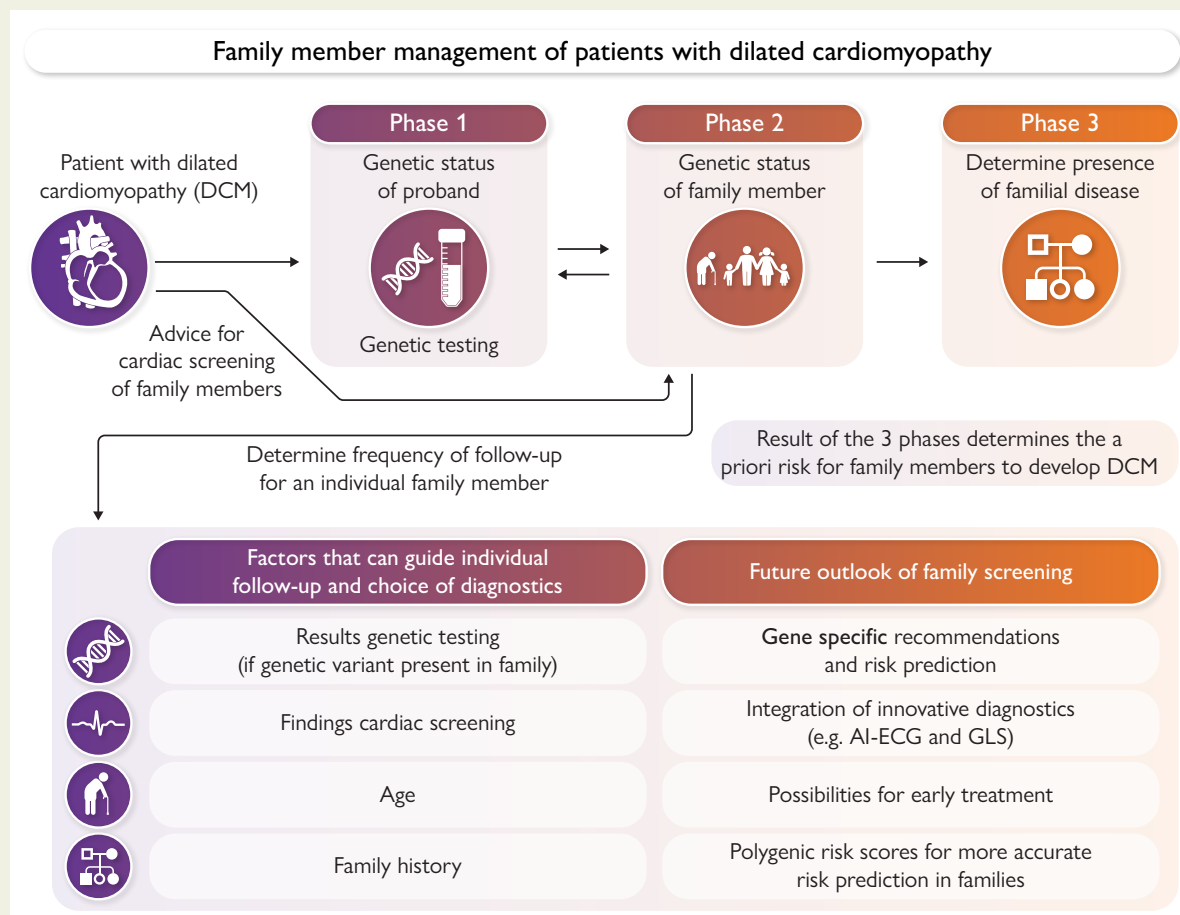 Family member management of patients with dilated cardiomyopathy
Patient with dilated
cardiomyopathy (DCM)
Phase 1
Genetic status
of proband
Genetic testing
Phase 2
Genetic status
of family member
Phase 3
Determine presence
of familial disease
Advice for
cardiac screening
of family members
Determine frequency of follow-up
for an individual family member
Result of the 3 phases determines the a
priori risk for family members to develop DCM
Factors that can guide individual
follow-up and choice of diagnostics
Future outlook of family screening
Results genetic testing
(if genetic variant present in family)
Gene specific recommendations
and risk prediction
Findings cardiac screening
Integration of innovative diagnostics
(e.g. AI-ECG and GLS)
Age
Possibilities for early treatment
Family history
Polygenic risk scores for more accurate
risk prediction in families